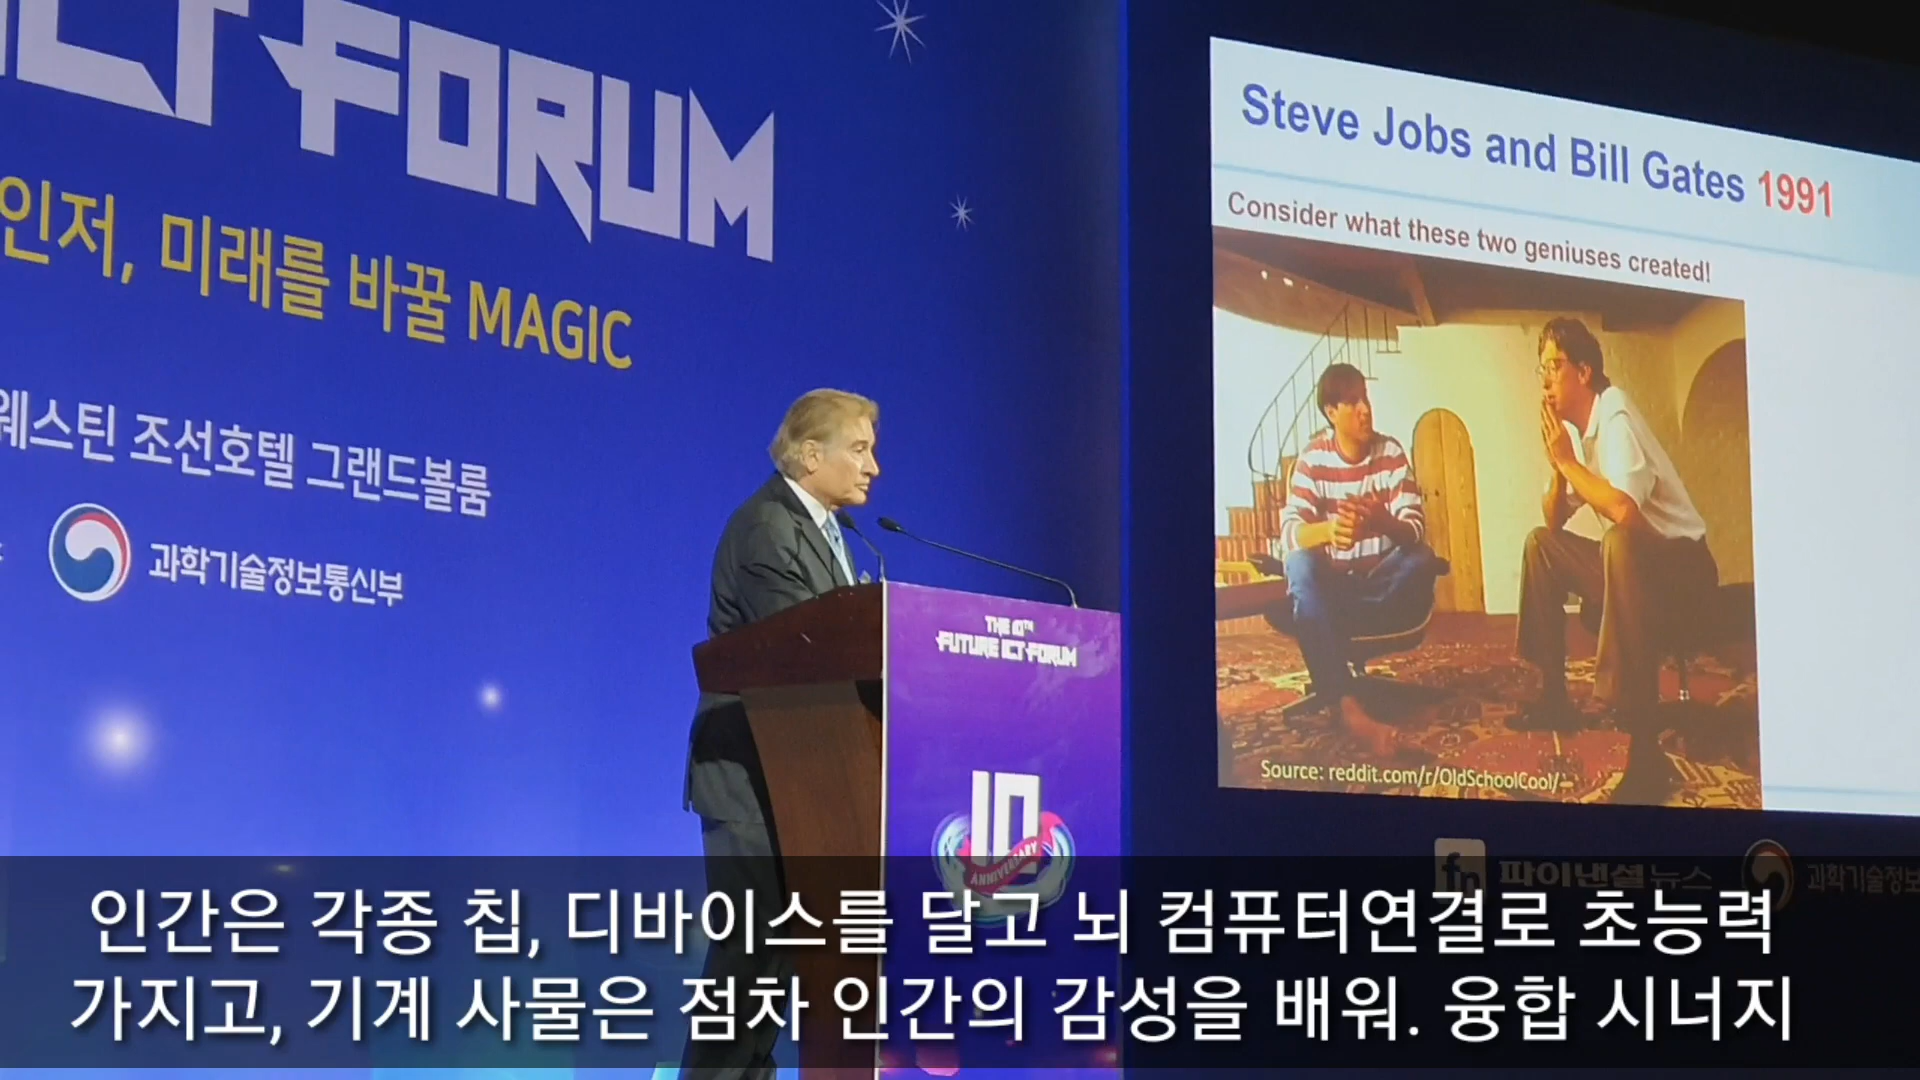 ICT FORUM
인저, 미래를 바꿀 MAGIC
웨스틴 조선호텔 그랜드볼룸
과학기술정보통신부
THE 10TH
FUTURE ICT FORUM
10
ANNIVERSARY
Steve Jobs and Bill Gates 1991
Consider what these two geniuses created!
Source: reddit.com/r/OldSchoolCool/
fn 파이낸셜뉴스
과학기술정보
인간은 각종 칩, 디바이스를 달고 뇌 컴퓨터연결로 초능력
가지고, 기계 사물은 점차 인간의 감성을 배워. 융합 시너지